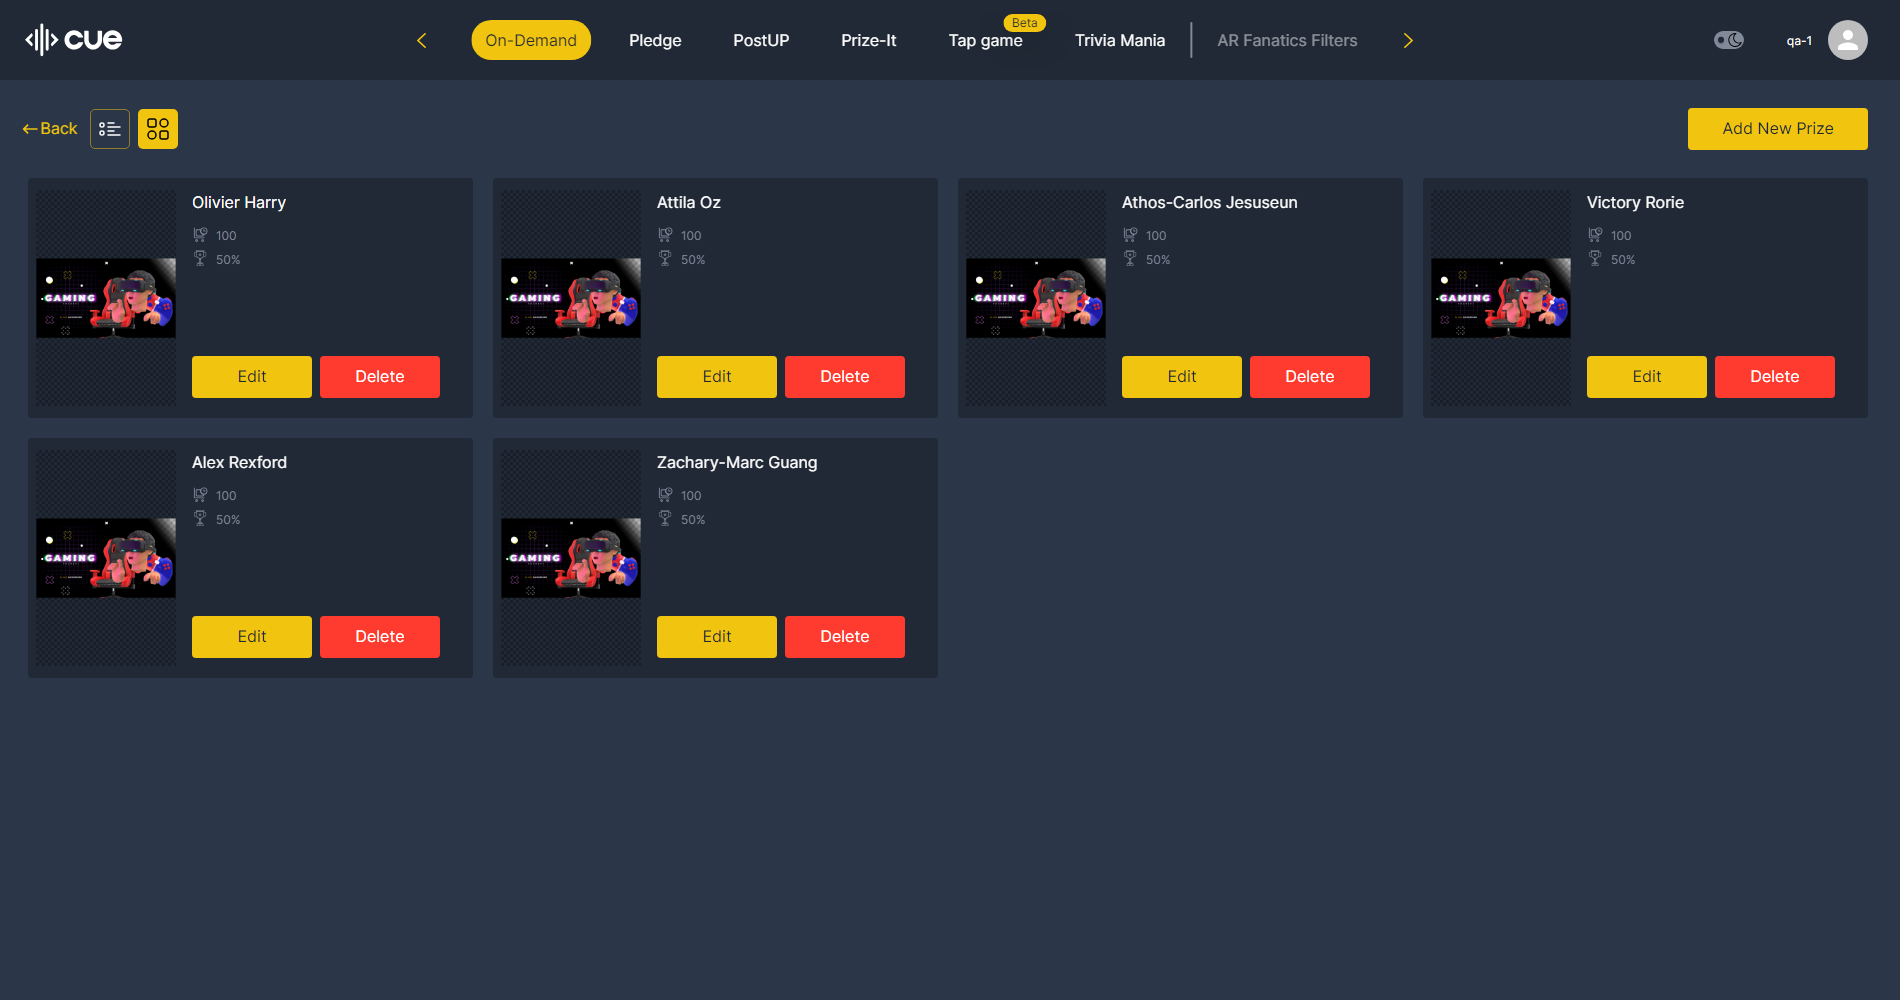 cue
On-Demand
Pledge
PostUP
Prize-It
Beta
Tap game
Trivia Mania
AR Fanatics Filters
qa-1
Back
Add New Prize
Olivier Harry
100
50%
GAMING
Edit
Delete
Attila Oz
100
50%
GAMING
Edit
Delete
Athos-Carlos Jesuseun
100
50%
GAMING
Edit
Delete
Victory Rorie
100
50%
GAMING
Edit
Delete
Alex Rexford
100
50%
GAMING
Edit
Delete
Zachary-Marc Guang
100
50%
GAMING
Edit
Delete